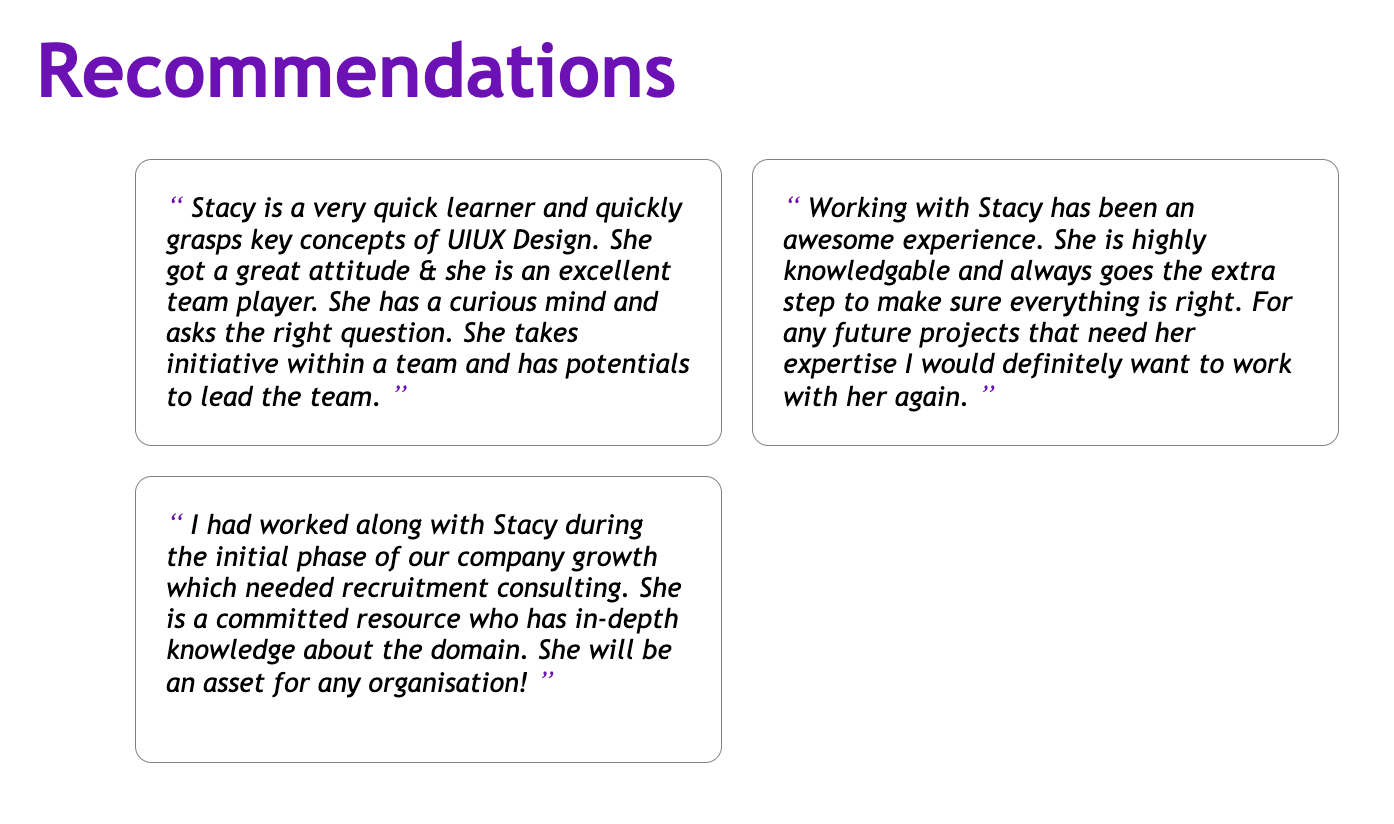 Recommendations
“ Stacy is a very quick learner and quickly
grasps key concepts of UIUX Design. She
got a great attitude & she is an excellent
team player. She has a curious mind and
asks the right question. She takes
initiative within a team and has potentials
to lead the team. ”
“ Working with Stacy has been an
awesome experience. She is highly
knowledgable and always goes the extra
step to make sure everything is right. For
any future projects that need her
expertise I would definitely want to work
with her again. ”
“ I had worked along with Stacy during
the initial phase of our company growth
which needed recruitment consulting. She
is a committed resource who has in-depth
knowledge about the domain. She will be
an asset for any organisation! ”